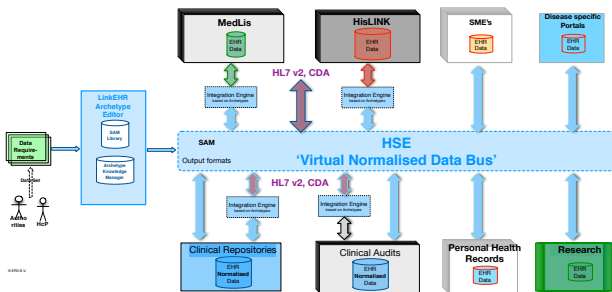 MedLis
EHR
Data
HisLINK
EHR
Data
SME's
EHR
Data
Disease specific
Portals
EHR
Data
HL7 v2, CDA
Integration Engine
based on Archetypes
Integration Engine
based on Archetypes
LinkEHR
Archetype
Editor
SAM
Library
Archetype
Knowledge
Manager
Data
Require-
ments
Data Set
Autho
rities
HcP
SAM
Output formats
HSE
'Virtual Normalised Data Bus'
HL7 v2, CDA
Integration Engine
based on Archetypes
Integration Engine
based on Archetypes
Clinical Repositories
EHR
Normalised
Data
Clinical Audits
EHR
Normalised
Data
Personal Health
Records
EHR
Data
Research
EHR
Data